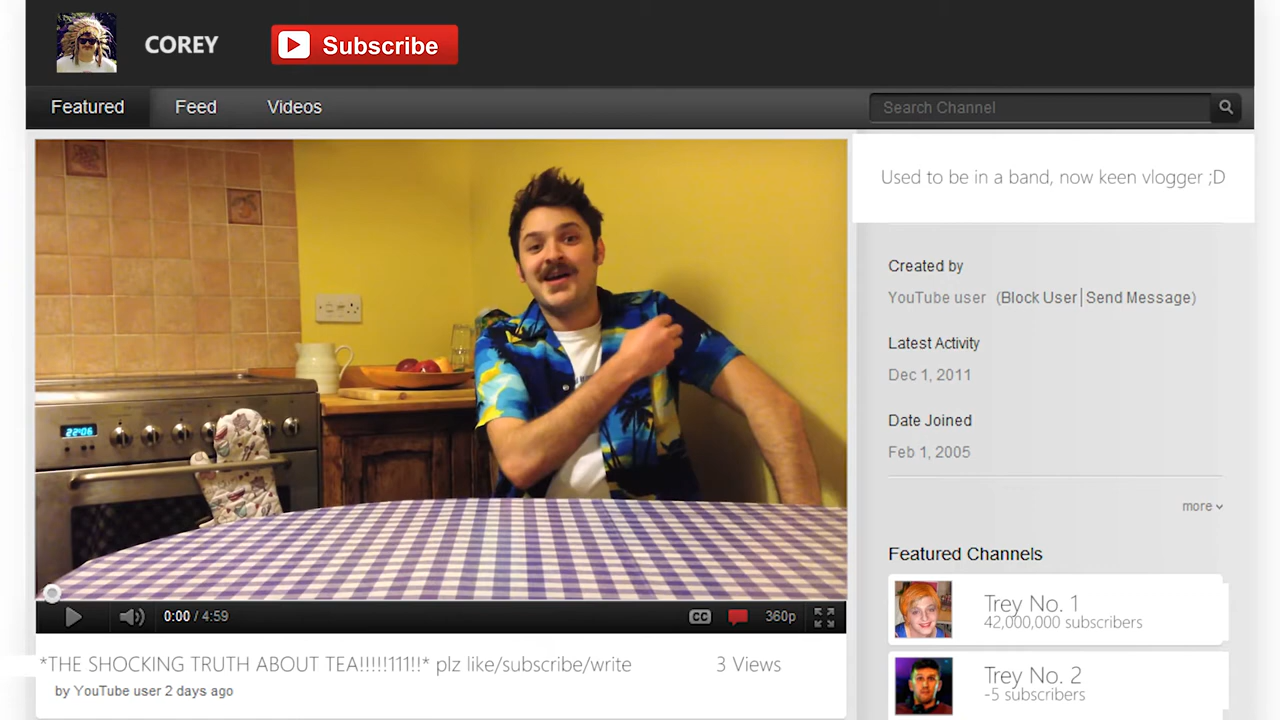 COREY
Subscribe
Featured
Feed
Videos
Search Channel
Used to be in a band, now keen vlogger ;D
Created by
YouTube user (Block User|Send Message)
Latest Activity
Dec 1, 2011
Date Joined
Feb 1, 2005
more
Featured Channels
Trey No. 1
42,000,000 subscribers
Trey No. 2
-5 subscribers
22:06
0:00 / 4:59
CC
360p
*THE SHOCKING TRUTH ABOUT TEA!!!!!111!!* plz like/subscribe/write
3 Views
by YouTube user 2 days ago